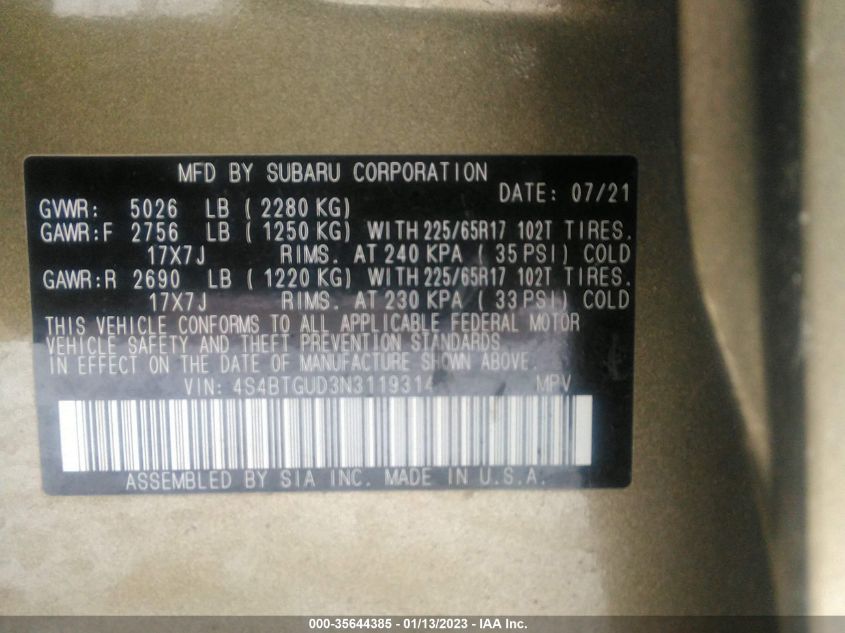 MFD BY SUBARU CORPORATION
DATE: 07/21
GVWR: 5026 LB ( 2280 KG)
GAWR:F 2756 LB ( 1250 KG) WITH 225/65R17 102T TIRES.
17X7J RIMS. AT 240 KPA ( 35 PSI) COLD
GAWR:R 2690 LB ( 1220 KG) WITH 225/65R17 102T TIRES.
17X7J RIMS. AT 230 KPA ( 33 PSI) COLD
THIS VEHICLE CONFORMS TO ALL APPLICABLE FEDERAL MOTOR
VEHICLE SAFETY AND THEFT PREVENTION STANDARDS
IN EFFECT ON THE DATE OF MANUFACTURE SHOWN ABOVE.
VIN: 4S4BTGUD3N3119314 MPV
ASSEMBLED BY SIA INC. MADE IN U.S.A.
000-35644385 - 01/13/2023 - IAA Inc.